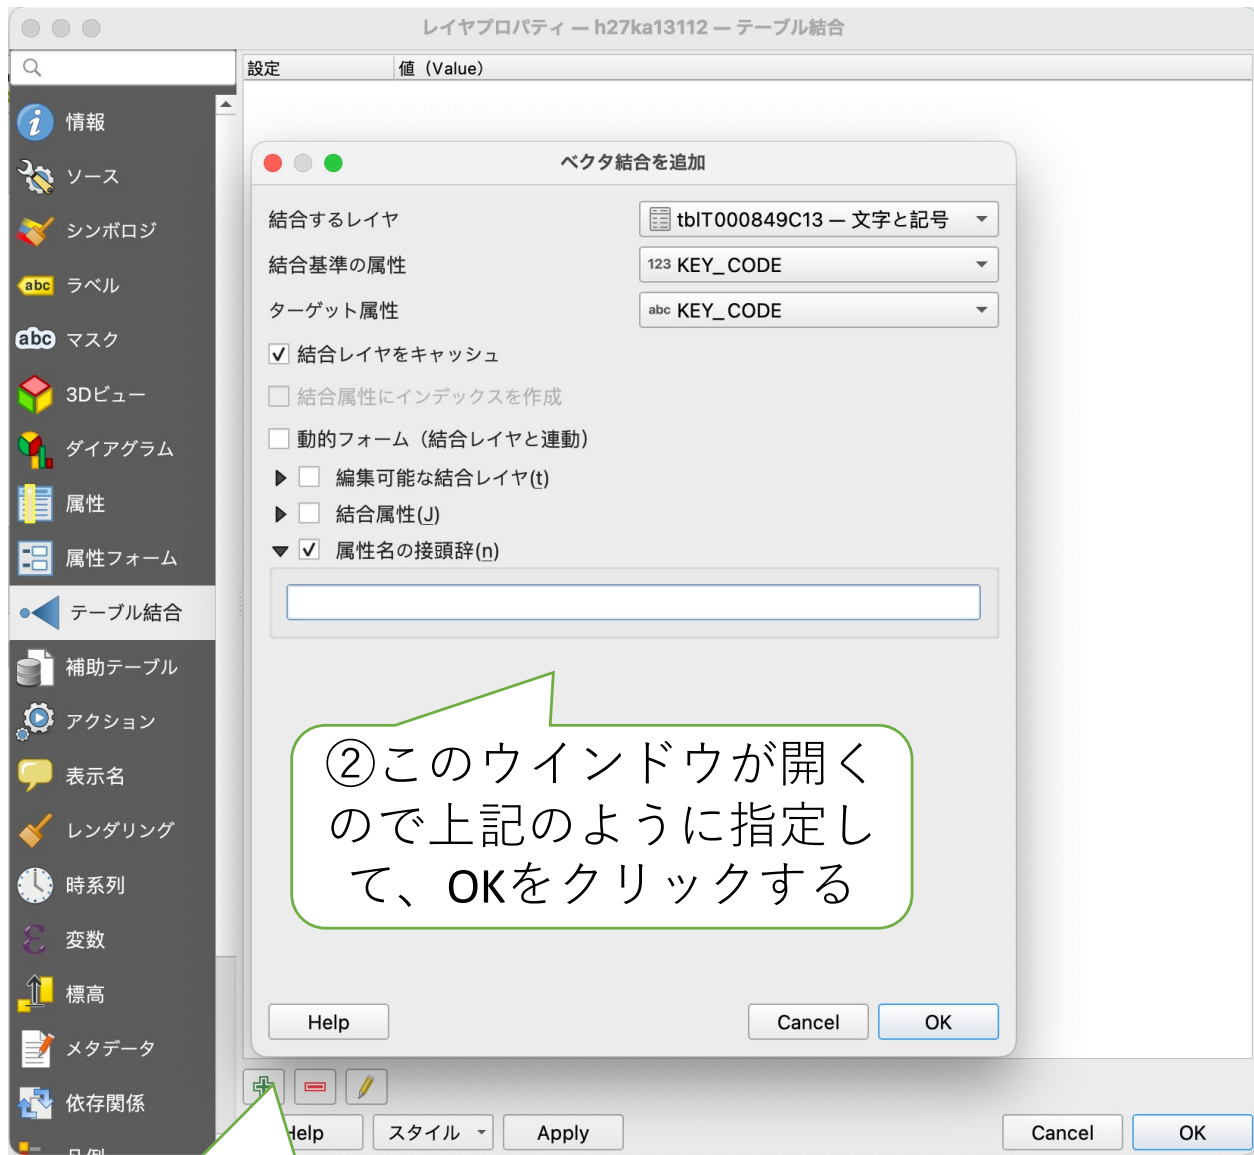 レイヤプロパティ — h27ka13112 — テーブル結合
設定 値 (Value)
情報
ソース
シンボロジ
abc ラベル
abc マスク
3Dビュー
ダイアグラム
属性
属性フォーム
テーブル結合
補助テーブル
アクション
表示名
レンダリング
時系列
変数
標高
メタデータ
依存関係
ベクタ結合を追加
結合するレイヤ tblT000849C13 — 文字と記号
結合基準の属性 123 KEY_CODE
ターゲット属性 abc KEY_CODE
結合レイヤをキャッシュ
結合属性にインデックスを作成
動的フォーム（結合レイヤと連動）
編集可能な結合レイヤ(t)
結合属性(J)
属性名の接頭辞(n)
②このウインドウが開く
ので上記のように指定し
て、OKをクリックする
Help Cancel OK
Help スタイル Apply Cancel OK